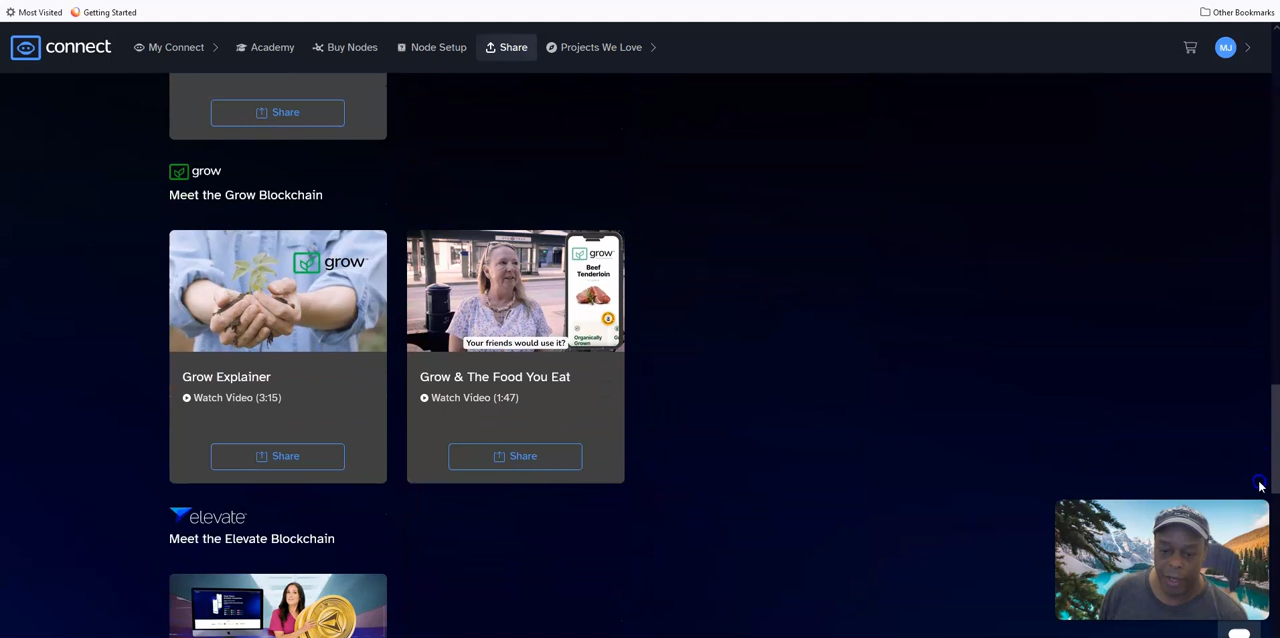 Most Visited
Getting Started
Other Bookmarks
connect
My Connect
Academy
Buy Nodes
Node Setup
Share
Projects We Love
MJ
Share
grow
Meet the Grow Blockchain
grow
grow
Beef
Tenderloin
Organically
Grown
Your friends would use it?
Grow Explainer
Watch Video (3:15)
Share
Grow & The Food You Eat
Watch Video (1:47)
Share
elevate
Meet the Elevate Blockchain